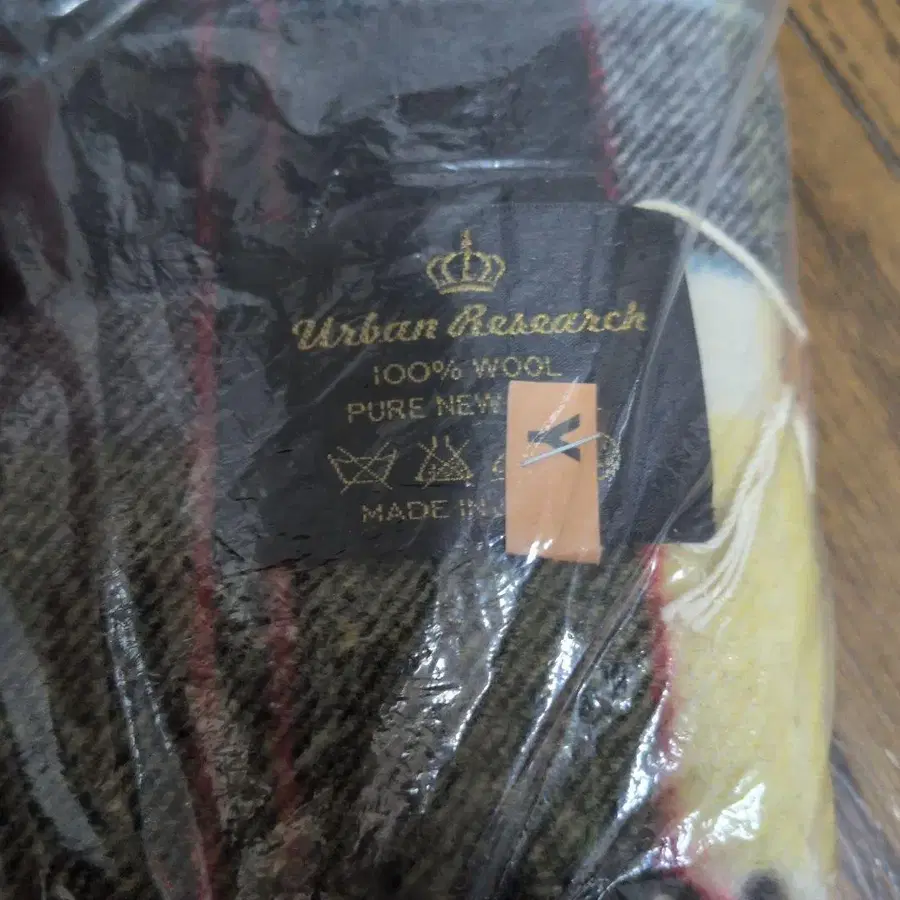 Urban Research
100% WOOL
PURE NEW
MADE IN